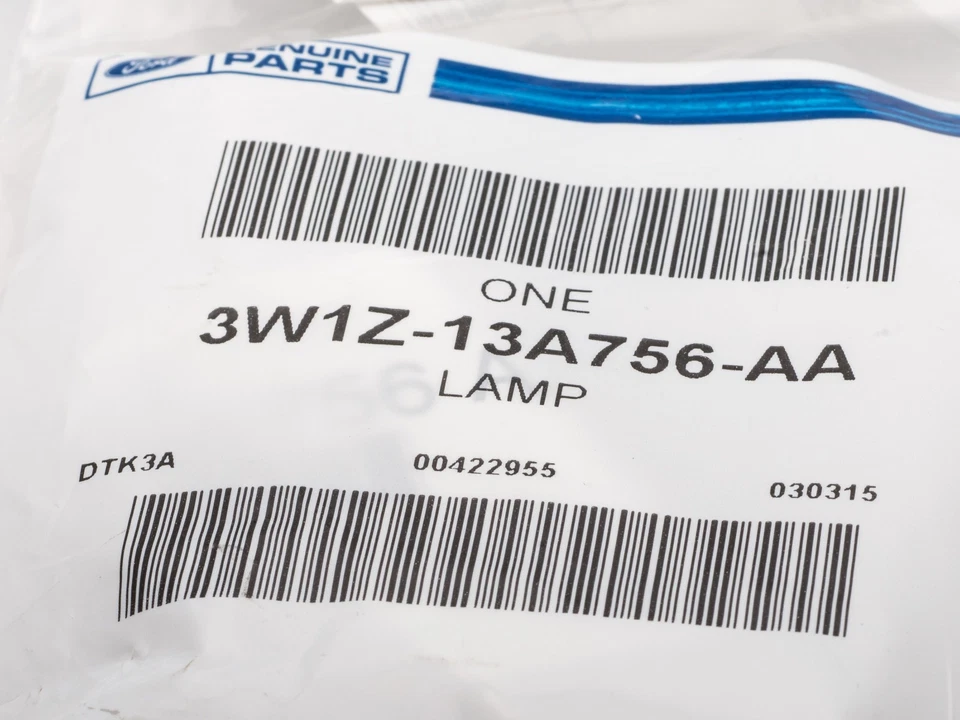 Ford GENUINE
PARTS
ONE
3W1Z-13A756-AA
LAMP
DTK3A 00422955 030315